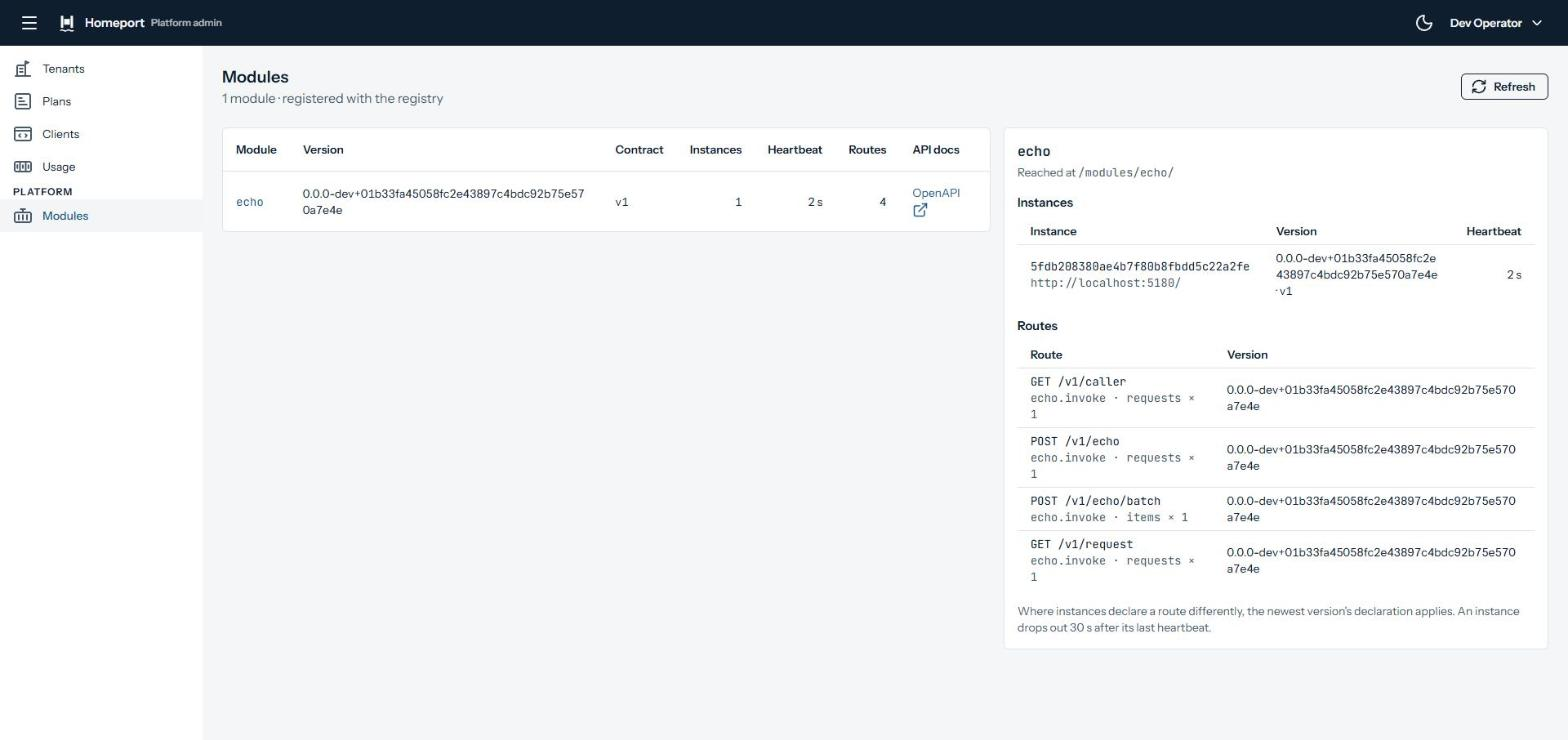 Homeport Platform admin
Dev Operator
Tenants
Plans
Clients
Usage
PLATFORM
Modules
Modules
1 module · registered with the registry
Refresh
Module Version Contract Instances Heartbeat Routes API docs
echo 0.0.0-dev+01b33fa45058fc2e43897c4bdc92b75e57 v1 1 2 s 4 OpenAPI
0a7e4e
echo
Reached at /modules/echo/
Instances
Instance Version Heartbeat
5fdb208380ae4b7f80b8fbdd5c22a2fe 0.0.0-dev+01b33fa45058fc2e 2 s
http://localhost:5180/ 43897c4bdc92b75e570a7e4e
· v1
Routes
Route Version
GET /v1/caller 0.0.0-dev+01b33fa45058fc2e43897c4bdc92b75e570
echo.invoke · requests × a7e4e
1
POST /v1/echo 0.0.0-dev+01b33fa45058fc2e43897c4bdc92b75e570
echo.invoke · requests × a7e4e
1
POST /v1/echo/batch 0.0.0-dev+01b33fa45058fc2e43897c4bdc92b75e570
echo.invoke · items × 1 a7e4e
GET /v1/request 0.0.0-dev+01b33fa45058fc2e43897c4bdc92b75e570
echo.invoke · requests × a7e4e
1
Where instances declare a route differently, the newest version's declaration applies. An instance
drops out 30 s after its last heartbeat.